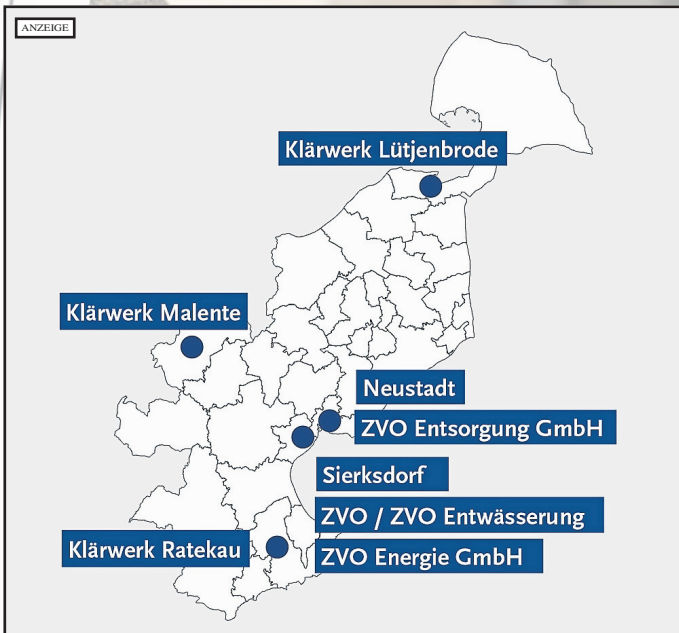 ANZEIGE
Klärwerk Lütjenbrode
Klärwerk Malente
Neustadt
ZVO Entsorgung GmbH
Sierksdorf
ZVO / ZVO Entwässerung
Klärwerk Ratekau
ZVO Energie GmbH